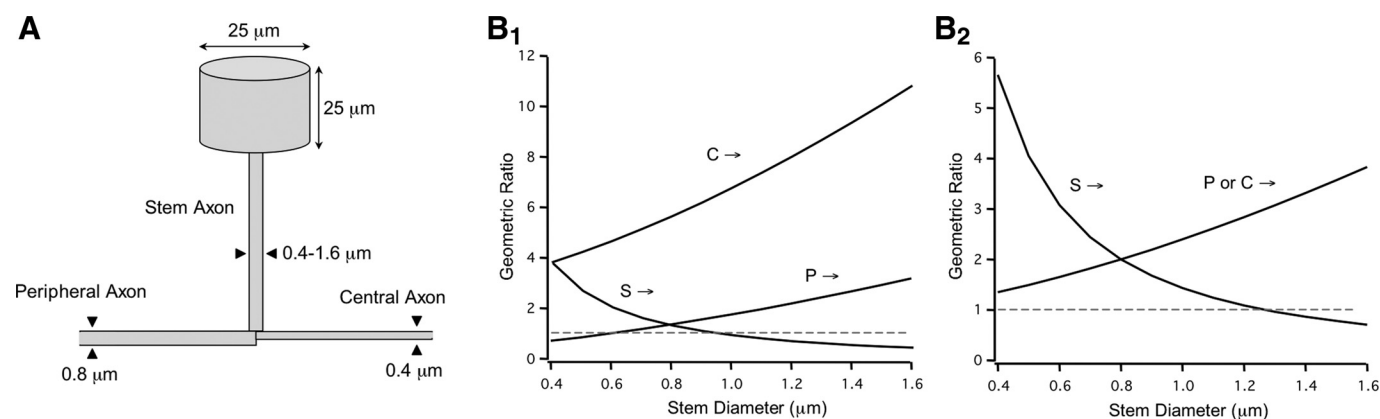 A
25 μm
25 μm
Stem Axon
0.4-1.6 μm
Peripheral Axon
Central Axon
0.8 μm
0.4 μm
B1
12
10
8
6
4
2
0
Geometric Ratio
C →
S →
P →
0.4 0.6 0.8 1.0 1.2 1.4 1.6
Stem Diameter (μm)
B2
6
5
4
3
2
1
0
Geometric Ratio
S →
P or C →
0.4 0.6 0.8 1.0 1.2 1.4 1.6
Stem Diameter (μm)